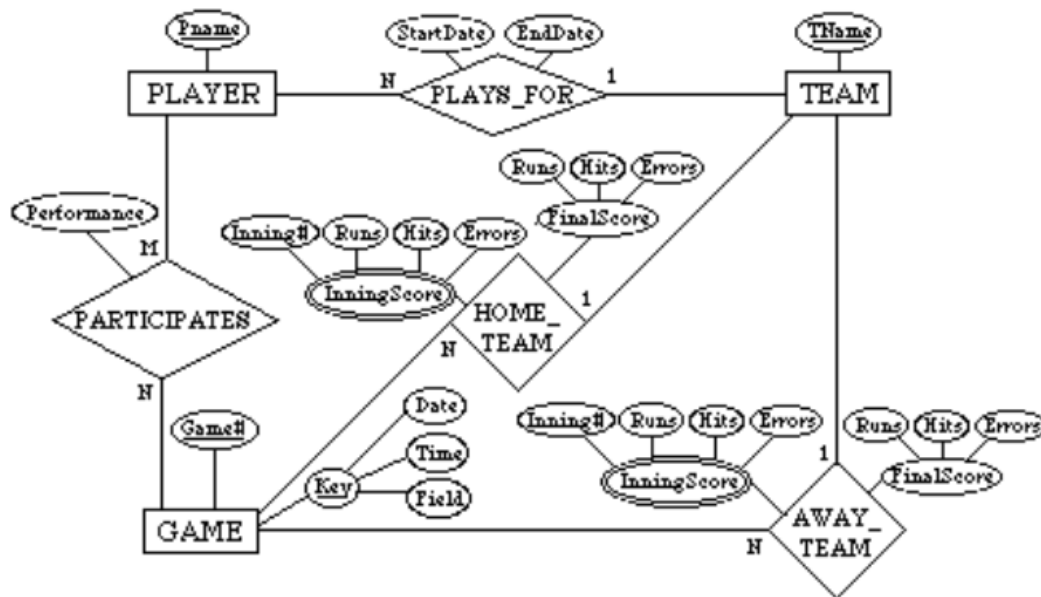 Pname
StartDate EndDate
TName
PLAYER N PLAYS_FOR 1 TEAM
Runs Hits Errors
FinalScore
Performance
Inning# Runs Hits Errors
InningScore
M
1
PARTICIPATES
HOME_
TEAM
N
N
Game#
Date
Time
Key
Field
Inning# Runs Hits Errors
InningScore
Runs Hits Errors
FinalScore
1
GAME
N
AWAY_
TEAM